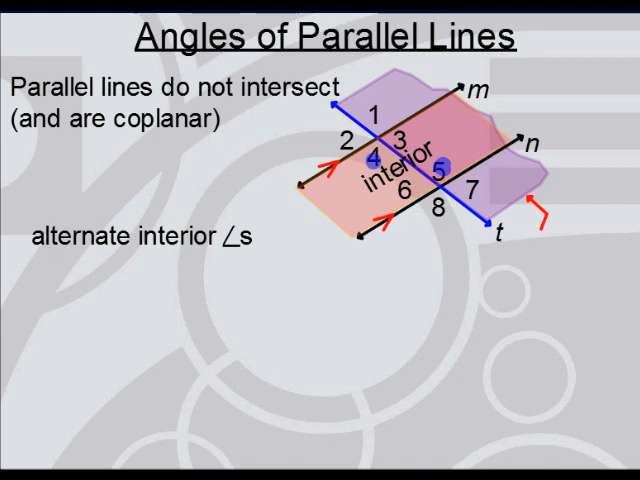 Angles of Parallel Lines
Parallel lines do not intersect
(and are coplanar)
m
1
2 3
n
4
interior
5
6 7
8
t
alternate interior ∠s